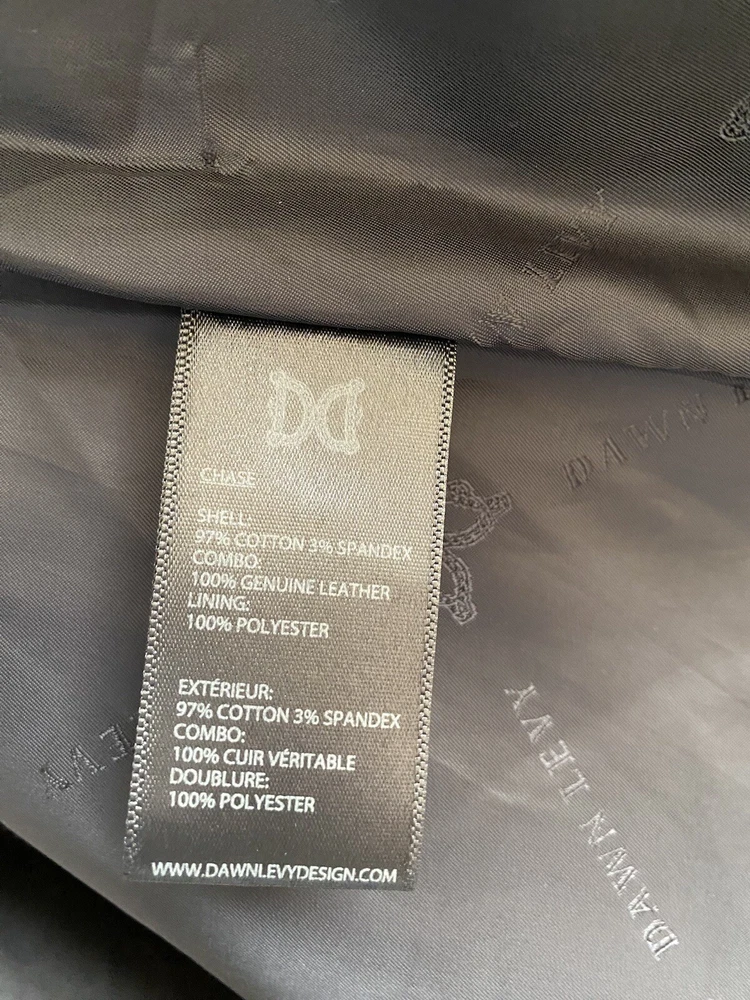 CHASE
SHELL:
97% COTTON 3% SPANDEX
COMBO:
100% GENUINE LEATHER
LINING:
100% POLYESTER
EXTÉRIEUR:
97% COTTON 3% SPANDEX
COMBO:
100% CUIR VÉRITABLE
DOUBLURE:
100% POLYESTER
WWW.DAWNLEVYDESIGN.COM
LEVY
DAWN
DAWN LEVY
LEVY